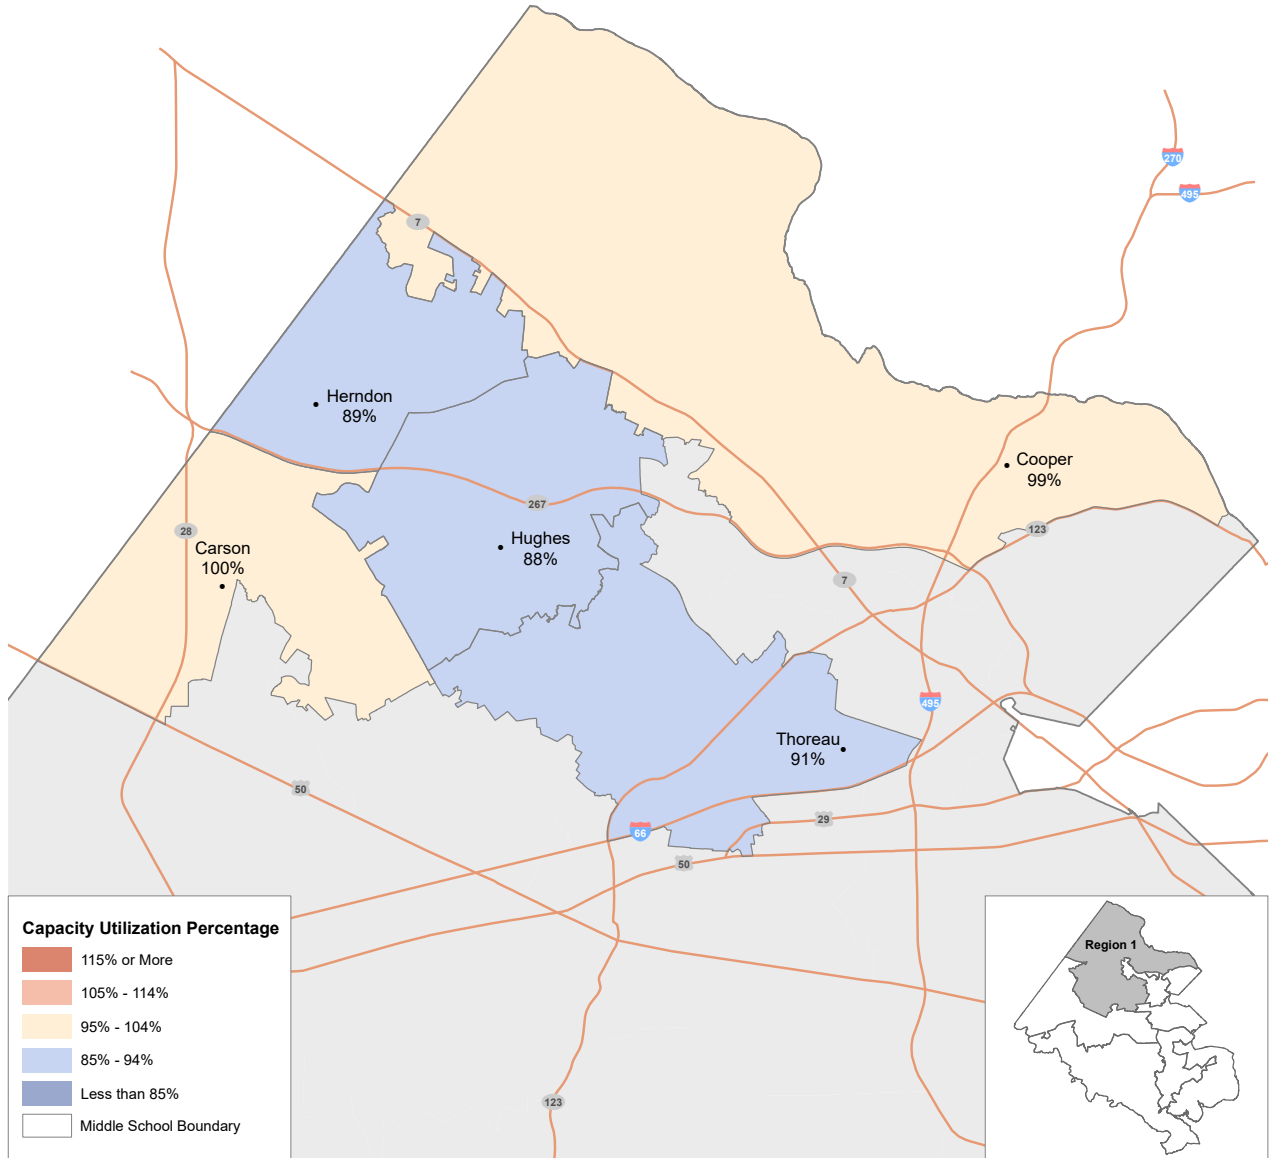 270
495
7
Herndon
89%
Cooper
99%
267
28
123
Carson
100%
Hughes
88%
7
495
Thoreau
91%
50
66
29
50
Capacity Utilization Percentage
115% or More
105% - 114%
95% - 104%
85% - 94%
Less than 85%
Middle School Boundary
123
Region 1